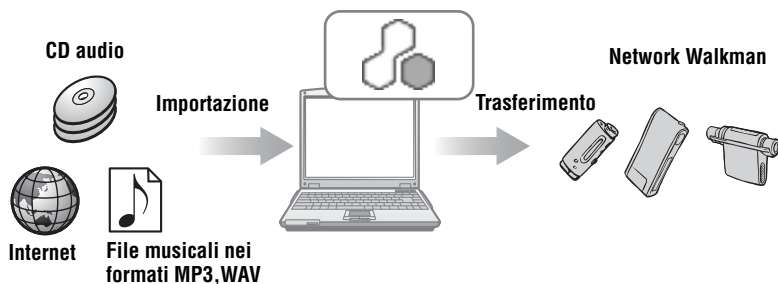 CD audio
Importazione
Trasferimento
Network Walkman
Internet
File musicali nei
formati MP3,WAV